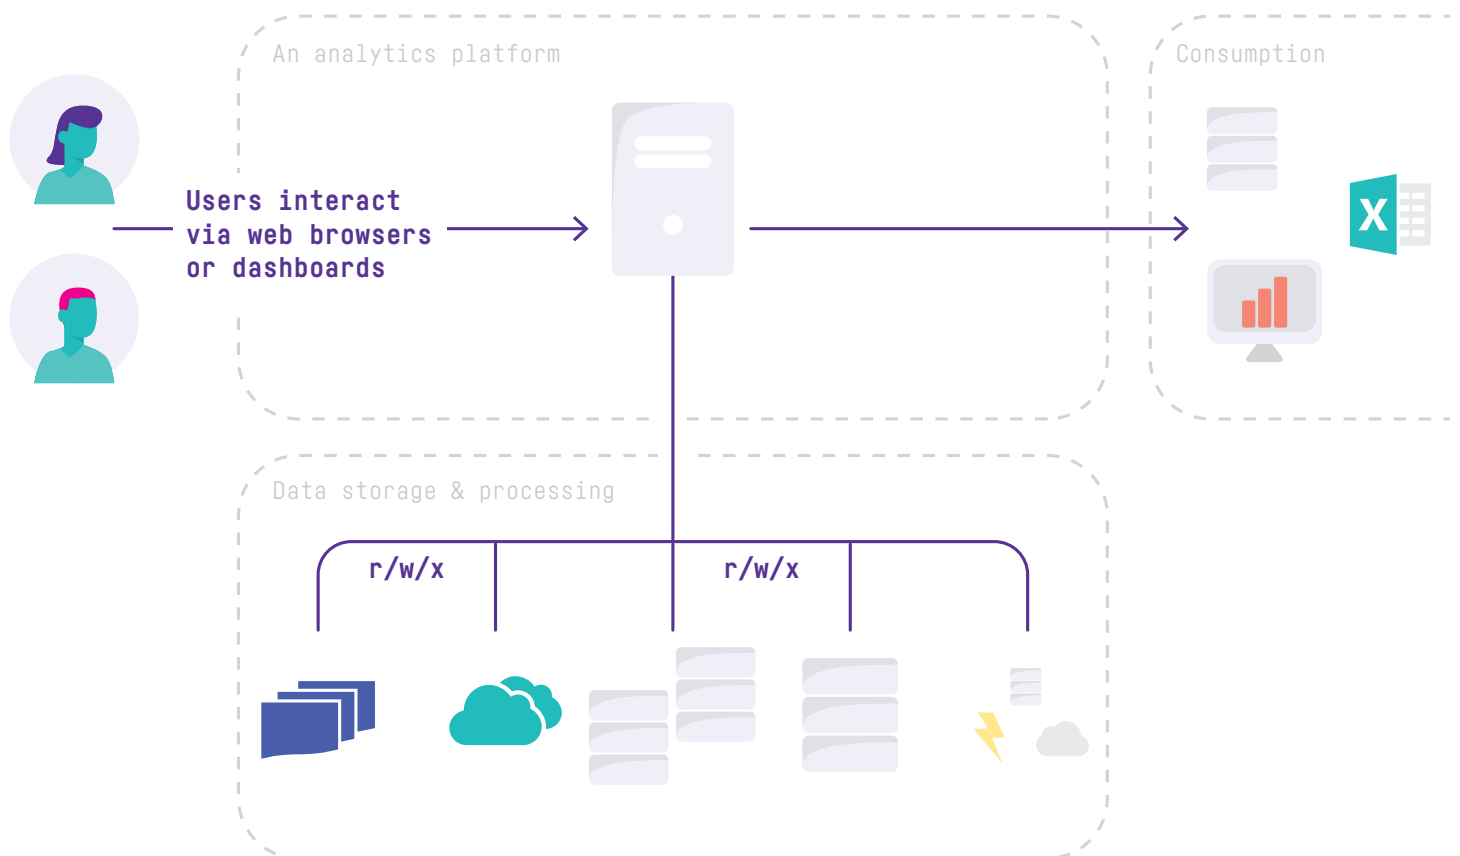 An analytics platform
Consumption
Users interact
via web browsers
or dashboards
X
Data storage & processing
r/w/x
r/w/x